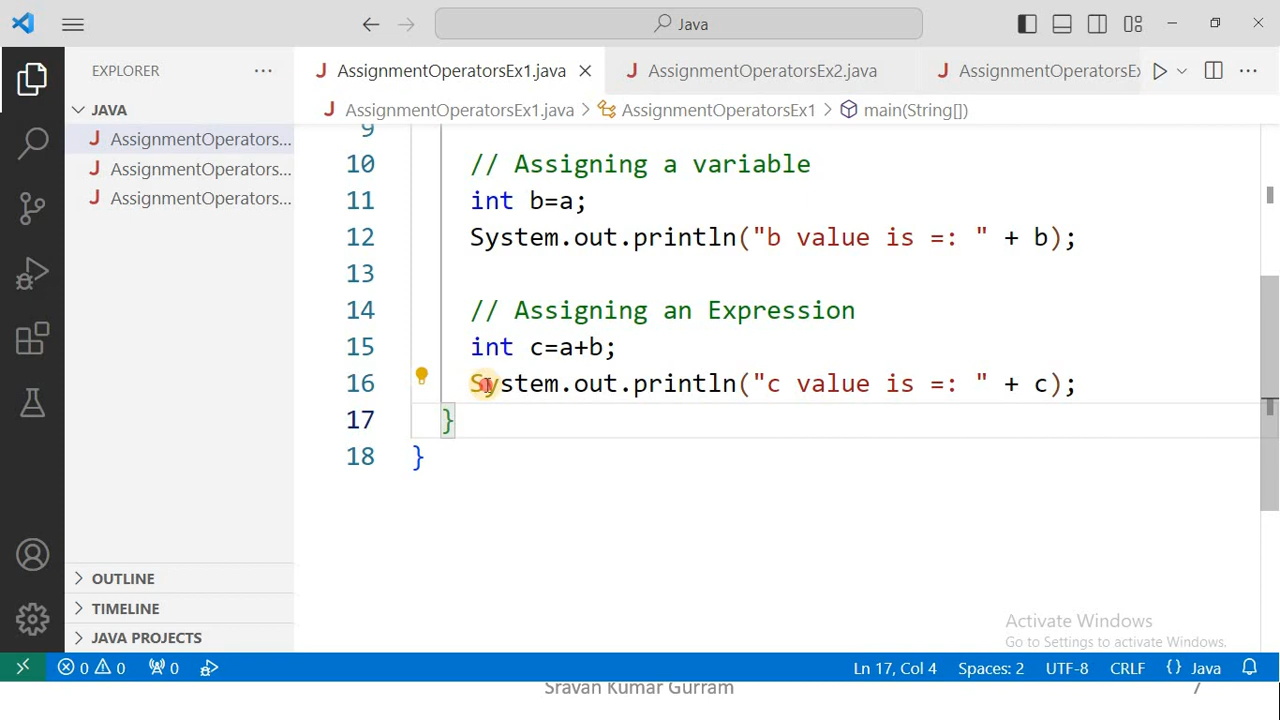 Java
EXPLORER
AssignmentOperatorsEx1.java
AssignmentOperatorsEx2.java
AssignmentOperatorsEx
JAVA
AssignmentOperatorsEx1.java
AssignmentOperatorsEx1
main(String[])
AssignmentOperators...
AssignmentOperators...
AssignmentOperators...
9
10 // Assigning a variable
11 int b=a;
12 System.out.println("b value is =: " + b);
13
14 // Assigning an Expression
15 int c=a+b;
16 System.out.println("c value is =: " + c);
17 }
18 }
OUTLINE
TIMELINE
JAVA PROJECTS
Activate Windows
Go to Settings to activate Windows.
0 0 0 Ln 17, Col 4 Spaces: 2 UTF-8 CRLF {} Java
Sravan Kumar Gurram 7